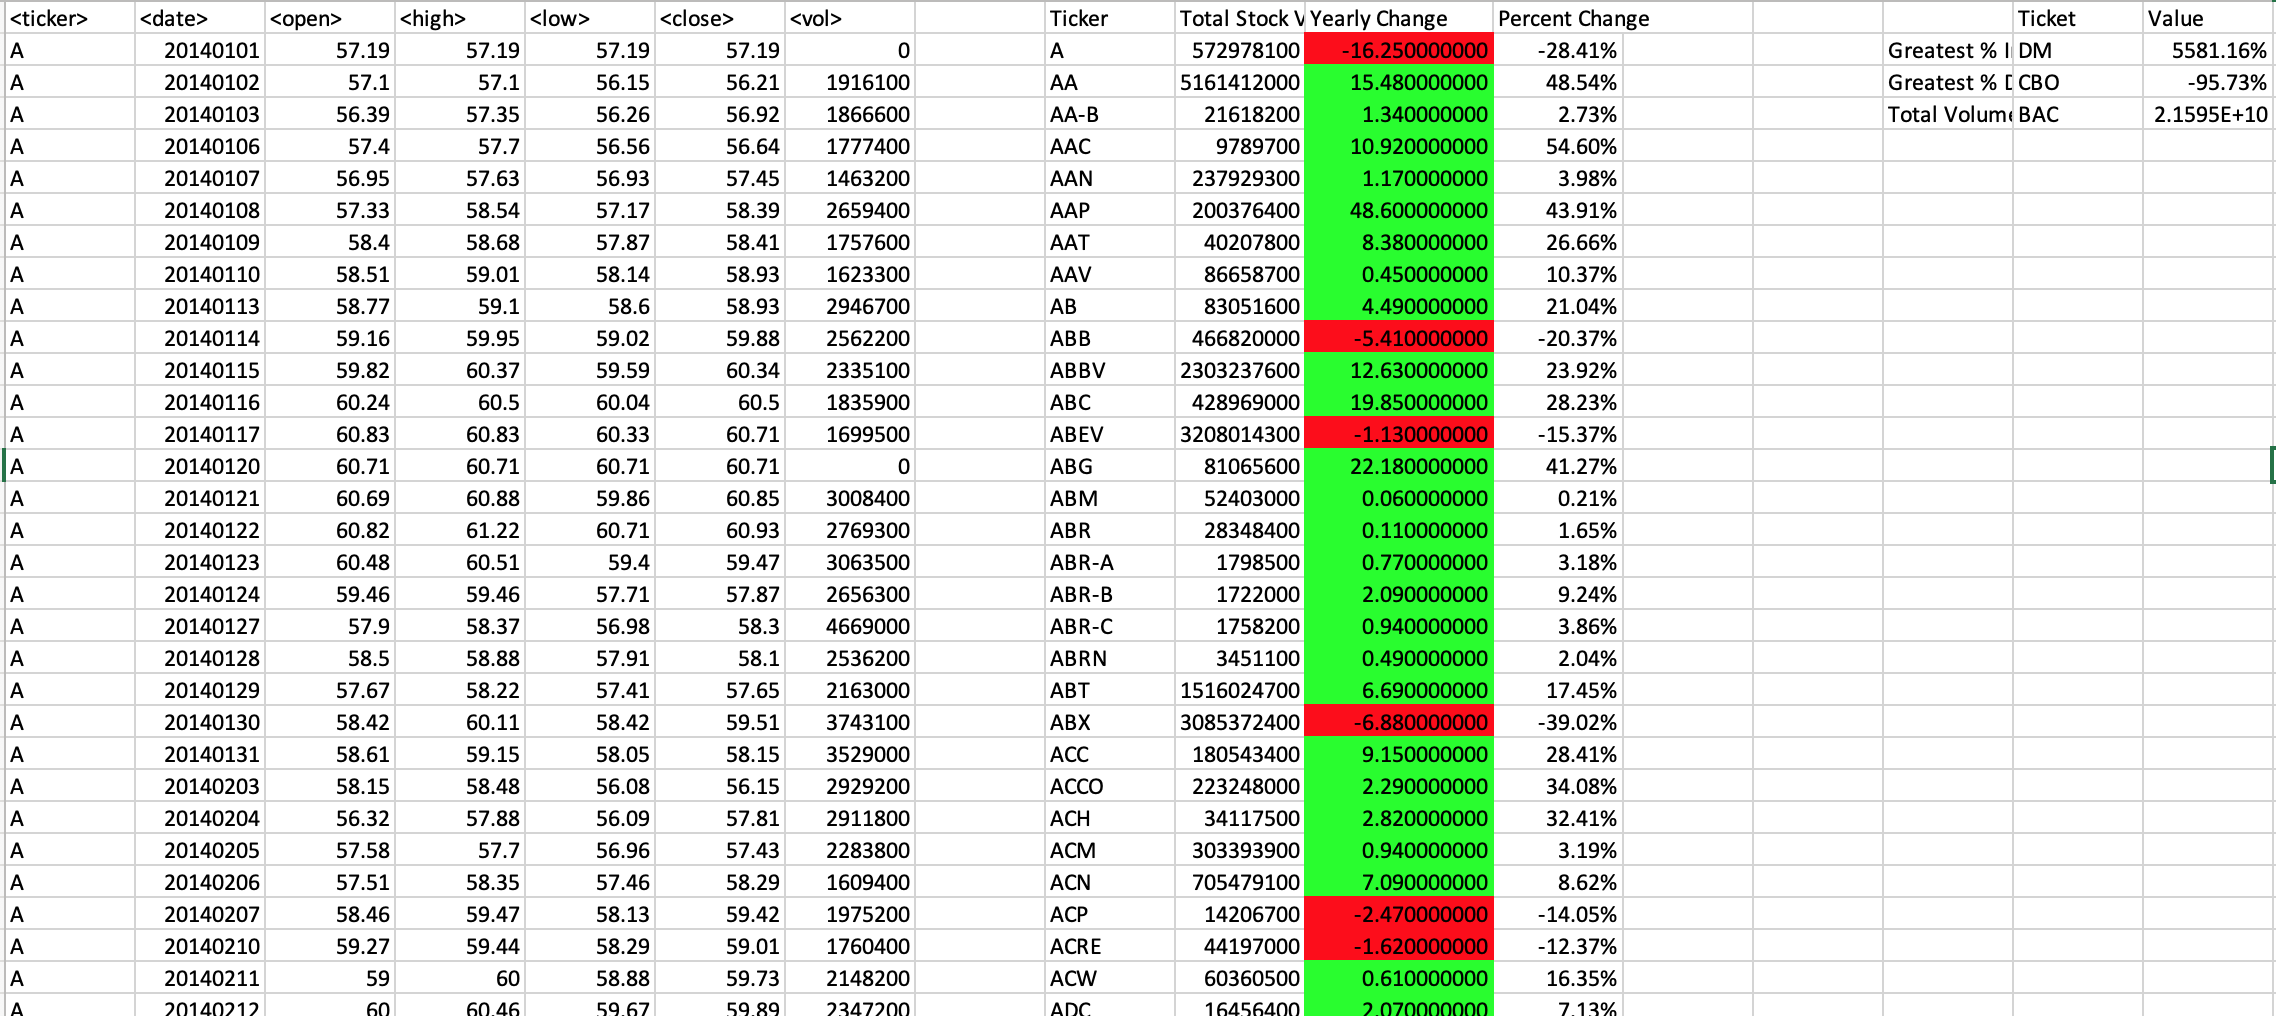 <ticker> <date> <open> <high> <low> <close> <vol> Ticker Total Stock V Yearly Change Percent Change Ticket Value
A 20140101 57.19 57.19 57.19 57.19 0 A 572978100 -16.250000000 -28.41% Greatest % I DM 5581.16%
A 20140102 57.1 57.1 56.15 56.21 1916100 AA 5161412000 15.480000000 48.54% Greatest % D CBO -95.73%
A 20140103 56.39 57.35 56.26 56.92 1866600 AA-B 21618200 1.340000000 2.73% Total Volume BAC 2.1595E+10
A 20140106 57.4 57.7 56.56 56.64 1777400 AAC 9789700 10.920000000 54.60%
A 20140107 56.95 57.63 56.93 57.45 1463200 AAN 237929300 1.170000000 3.98%
A 20140108 57.33 58.54 57.17 58.39 2659400 AAP 200376400 48.600000000 43.91%
A 20140109 58.4 58.68 57.87 58.41 1757600 AAT 40207800 8.380000000 26.66%
A 20140110 58.51 59.01 58.14 58.93 1623300 AAV 86658700 0.450000000 10.37%
A 20140113 58.77 59.1 58.6 58.93 2946700 AB 83051600 4.490000000 21.04%
A 20140114 59.16 59.95 59.02 59.88 2562200 ABB 466820000 -5.410000000 -20.37%
A 20140115 59.82 60.37 59.59 60.34 2335100 ABBV 2303237600 12.630000000 23.92%
A 20140116 60.24 60.5 60.04 60.5 1835900 ABC 428969000 19.850000000 28.23%
A 20140117 60.83 60.83 60.33 60.71 1699500 ABEV 3208014300 -1.130000000 -15.37%
A 20140120 60.71 60.71 60.71 60.71 0 ABG 81065600 22.180000000 41.27%
A 20140121 60.69 60.88 59.86 60.85 3008400 ABM 52403000 0.060000000 0.21%
A 20140122 60.82 61.22 60.71 60.93 2769300 ABR 28348400 0.110000000 1.65%
A 20140123 60.48 60.51 59.4 59.47 3063500 ABR-A 1798500 0.770000000 3.18%
A 20140124 59.46 59.46 57.71 57.87 2656300 ABR-B 1722000 2.090000000 9.24%
A 20140127 57.9 58.37 56.98 58.3 4669000 ABR-C 1758200 0.940000000 3.86%
A 20140128 58.5 58.88 57.91 58.1 2536200 ABRN 3451100 0.490000000 2.04%
A 20140129 57.67 58.22 57.41 57.65 2163000 ABT 1516024700 6.690000000 17.45%
A 20140130 58.42 60.11 58.42 59.51 3743100 ABX 3085372400 -6.880000000 -39.02%
A 20140131 58.61 59.15 58.05 58.15 3529000 ACC 180543400 9.150000000 28.41%
A 20140203 58.15 58.48 56.08 56.15 2929200 ACCO 223248000 2.290000000 34.08%
A 20140204 56.32 57.88 56.09 57.81 2911800 ACH 34117500 2.820000000 32.41%
A 20140205 57.58 57.7 56.96 57.43 2283800 ACM 303393900 0.940000000 3.19%
A 20140206 57.51 58.35 57.46 58.29 1609400 ACN 705479100 7.090000000 8.62%
A 20140207 58.46 59.47 58.13 59.42 1975200 ACP 14206700 -2.470000000 -14.05%
A 20140210 59.27 59.44 58.29 59.01 1760400 ACRE 44197000 -1.620000000 -12.37%
A 20140211 59 60 58.88 59.73 2148200 ACW 60360500 0.610000000 16.35%
A 20140212 60 60.46 59.67 59.89 2347200 ADC 16456400 2.070000000 7.13%